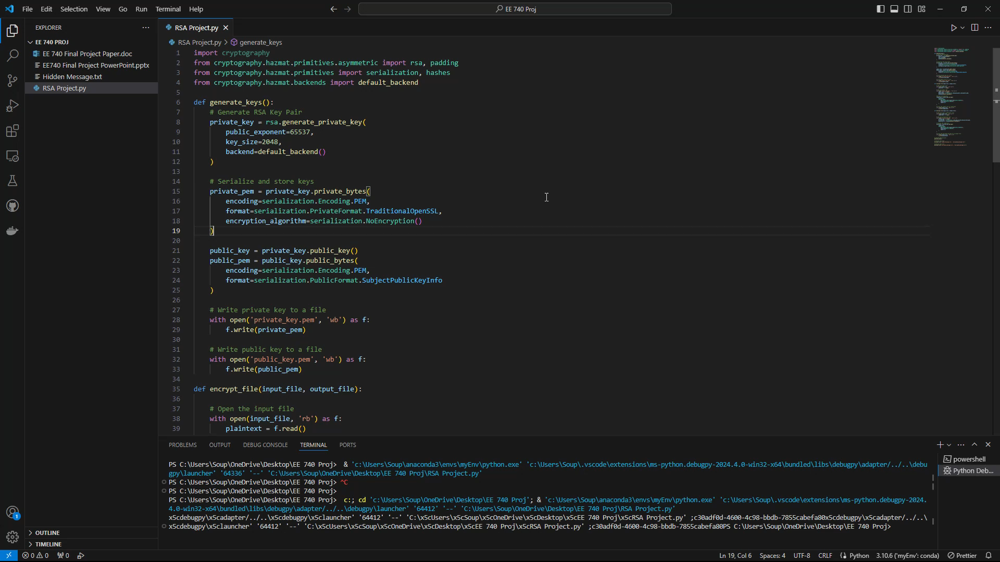 File Edit Selection View Go Run Terminal Help
EE 740 Proj
EXPLORER
EE 740 PROJ
EE 740 Final Project Paper.doc
EE740 Final Project PowerPoint.pptx
Hidden Message.txt
RSA Project.py
OUTLINE
TIMELINE
RSA Project.py
RSA Project.py > generate_keys
1 import cryptography
2 from cryptography.hazmat.primitives.asymmetric import rsa, padding
3 from cryptography.hazmat.primitives import serialization, hashes
4 from cryptography.hazmat.backends import default_backend
5
6 def generate_keys():
7     # Generate RSA Key Pair
8     private_key = rsa.generate_private_key(
9         public_exponent=65537,
10         key_size=2048,
11         backend=default_backend()
12     )
13
14     # Serialize and store keys
15     private_pem = private_key.private_bytes(
16         encoding=serialization.Encoding.PEM,
17         format=serialization.PrivateFormat.TraditionalOpenSSL,
18         encryption_algorithm=serialization.NoEncryption()
19     )
20
21     public_key = private_key.public_key()
22     public_pem = public_key.public_bytes(
23         encoding=serialization.Encoding.PEM,
24         format=serialization.PublicFormat.SubjectPublicKeyInfo
25     )
26
27     # Write private key to a file
28     with open('private_key.pem', 'wb') as f:
29         f.write(private_pem)
30
31     # Write public key to a file
32     with open('public_key.pem', 'wb') as f:
33         f.write(public_pem)
34
35 def encrypt_file(input_file, output_file):
36
37     # Open the input file
38     with open(input_file, 'rb') as f:
39         plaintext = f.read()
PROBLEMS OUTPUT DEBUG CONSOLE TERMINAL PORTS
PS C:\Users\Soup\OneDrive\Desktop\EE 740 Proj>  & 'c:\Users\Soup\anaconda3\envs\myEnv\python.exe' 'c:\Users\Soup\.vscode\extensions\ms-python.debugpy-2024.4.0-win32-x64\bundled\libs\debugpy\adapter/../..\debu
gpy\launcher' '64336' '--' 'C:\Users\Soup\OneDrive\Desktop\EE 740 Proj\RSA Project.py'
PS C:\Users\Soup\OneDrive\Desktop\EE 740 Proj> ^C
PS C:\Users\Soup\OneDrive\Desktop\EE 740 Proj>
PS C:\Users\Soup\OneDrive\Desktop\EE 740 Proj>  c:; cd 'c:\Users\Soup\OneDrive\Desktop\EE 740 Proj'; & 'c:\Users\Soup\anaconda3\envs\myEnv\python.exe' 'c:\Users\Soup\.vscode\extensions\ms-python.debugpy-2024.
4.0-win32-x64\bundled\libs\debugpy\adapter/../..\debugpy\launcher' '64412' '--' 'C:\Users\Soup\OneDrive\Desktop\EE 740 Proj\RSA Project.py'
x5cdebugpy\x5cadapter/../..\x5cdebugpy\x5claucher' '64412' '--' 'C:\x5cUsers\x5cSoup\x5cOneDrive\x5cDesktop\x5cEE 740 Proj\x5cRSA Project.py' ;c30adf0d-4600-4c98-bbdb-7855cabefa80x5cdebugpy\x5cadapter/../..\
x5cdebugpy\x5claucher' '64412' '--' 'C:\x5cUsers\x5cSoup\x5cOneDrive\x5cDesktop\x5cEE 740 Proj\x5cRSA Project.py' ;c30adf0d-4600-4c98-bbdb-7855cabefa80PS C:\Users\Soup\OneDrive\Desktop\EE 740 Proj>
powershell
Python Deb...
1
0 0 0 Ln 19, Col 6 Spaces: 4 UTF-8 CRLF Python 3.10.6 ('myEnv': conda) Prettier